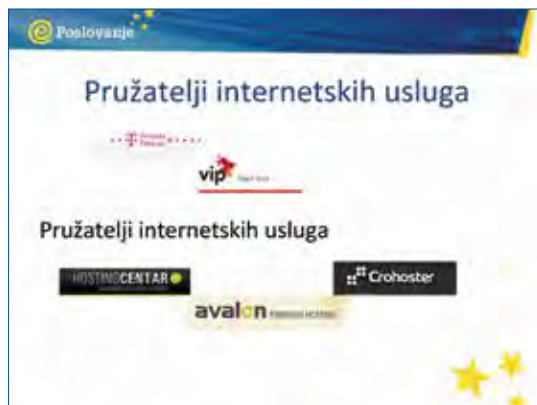 @ Poslovanje
Pružatelji internetskih usluga
T
vip
Pružatelji internetskih usluga
HOSTINGCENTAR
Crohoster
avalon